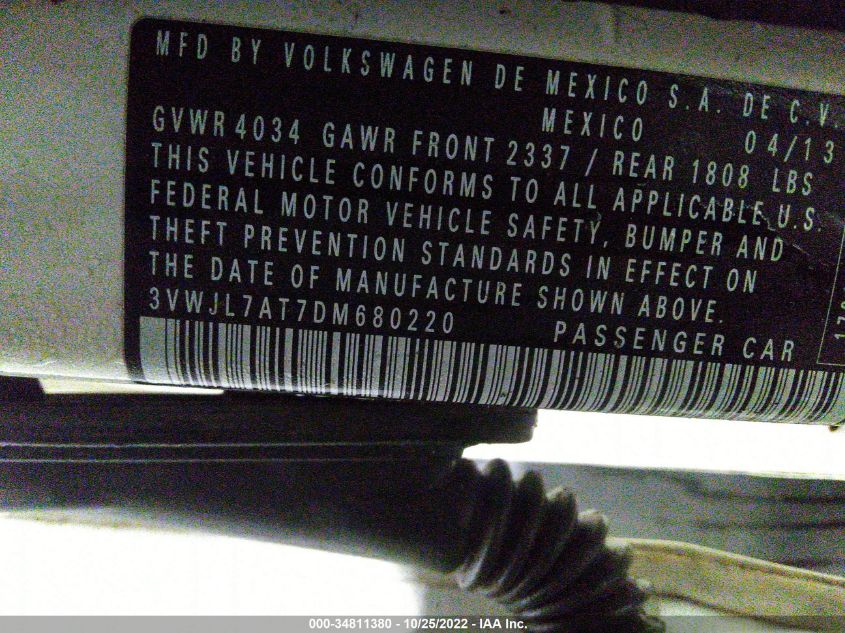 MFD BY VOLKSWAGEN DE MEXICO S.A. DE C.V.
MEXICO 04/13
GVWR 4034 GAWR FRONT 2337 / REAR 1808 LBS
THIS VEHICLE CONFORMS TO ALL APPLICABLE U.S.
FEDERAL MOTOR VEHICLE SAFETY, BUMPER AND
THEFT PREVENTION STANDARDS IN EFFECT ON
THE DATE OF MANUFACTURE SHOWN ABOVE.
3VWJL7AT7DM680220 PASSENGER CAR
000-34811380 - 10/25/2022 - IAA Inc.